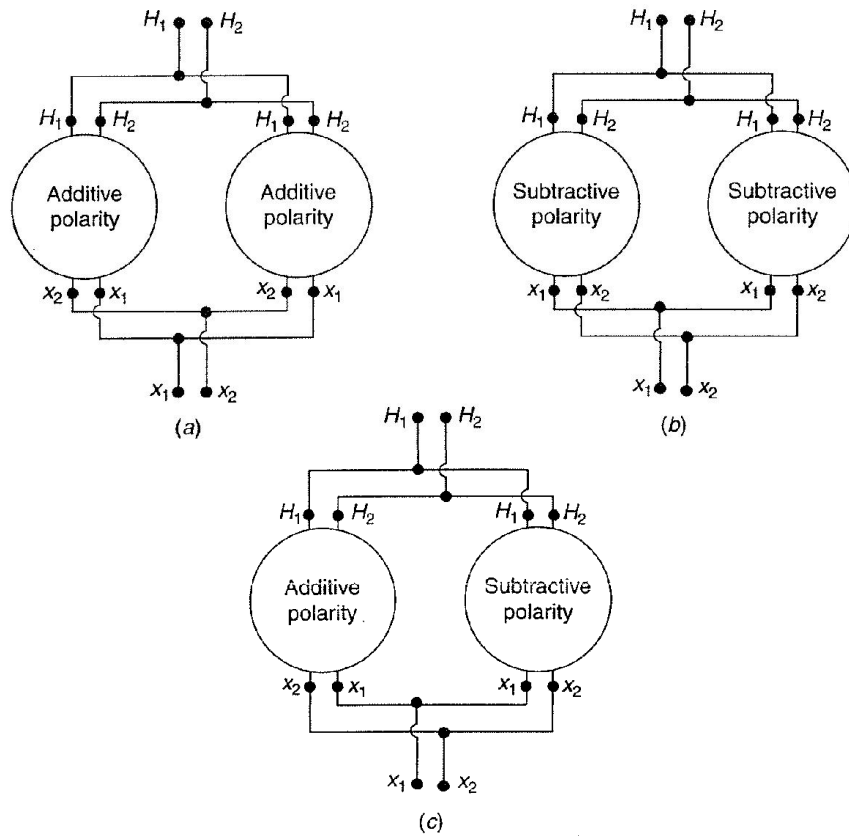 H₁ H₂
H₁ H₂ H₁ H₂
Additive polarity
Additive polarity
x₂ x₁ x₂ x₁
x₁ x₂
(a)
H₁ H₂
H₁ H₂ H₁ H₂
Subtractive polarity
Subtractive polarity
x₁ x₂ x₁ x₂
x₁ x₂
(b)
H₁ H₂
H₁ H₂ H₁ H₂
Additive polarity
Subtractive polarity
x₂ x₁ x₁ x₂
x₁ x₂
(c)